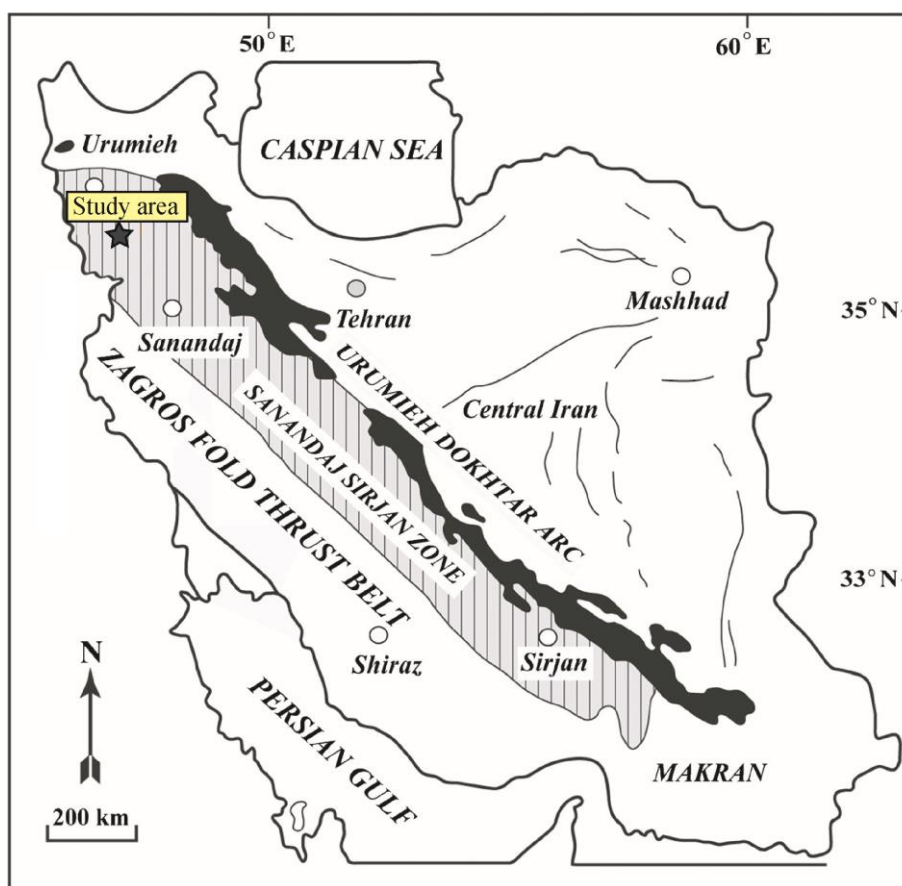 50°E
60°E
Urumieh
CASPIAN SEA
Study area
Mashhad
35°N
Tehran
Sanandaj
URUMIEH DOKHTAR ARC
Central Iran
ZAGROS FOLD THRUST BELT
SANANDAJ SIRJAN ZONE
33°N
Sirjan
Shiraz
N
PERSIAN GULF
MAKRAN
200 km